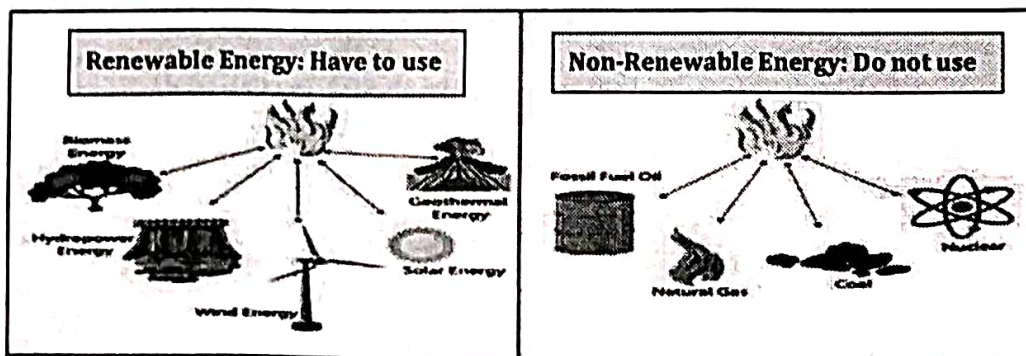 Renewable Energy: Have to use
Biomass
Energy
Geothermal
Energy
Hydropower
Energy
Solar Energy
Wind Energy
Non-Renewable Energy: Do not use
Fossil Fuel Oil
Nuclear
Natural Gas
Coal